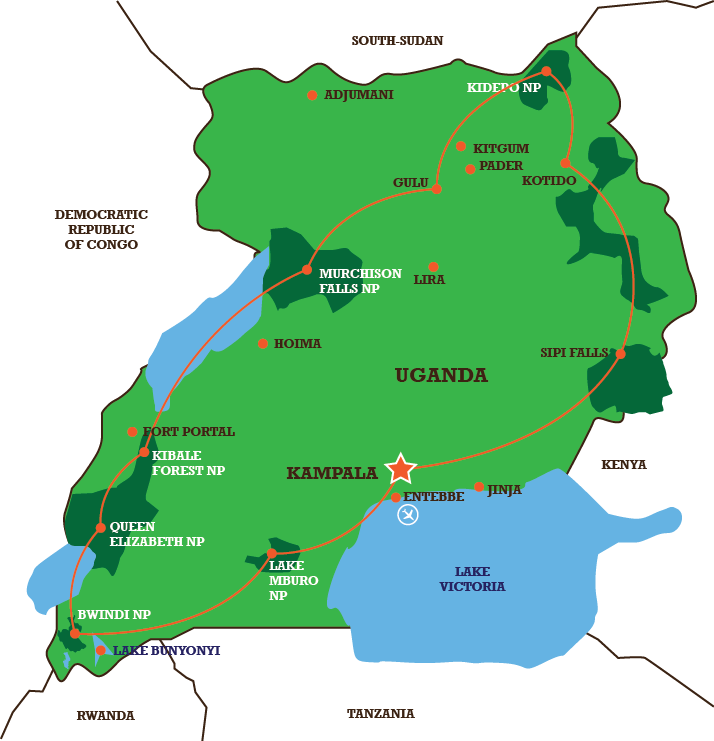 SOUTH-SUDAN
KIDEPO NP
ADJUMANI
KITGUM
PADER
KOTIDO
GULU
DEMOCRATIC
REPUBLIC
OF CONGO
MURCHISON
FALLS NP
LIRA
HOIMA
SIPI FALLS
UGANDA
FORT PORTAL
KIBALE
FOREST NP
KAMPALA
KENYA
ENTEBBE
JINJA
QUEEN
ELIZABETH NP
LAKE
MBURO
NP
LAKE
VICTORIA
BWINDI NP
LAKE BUNYONYI
RWANDA
TANZANIA